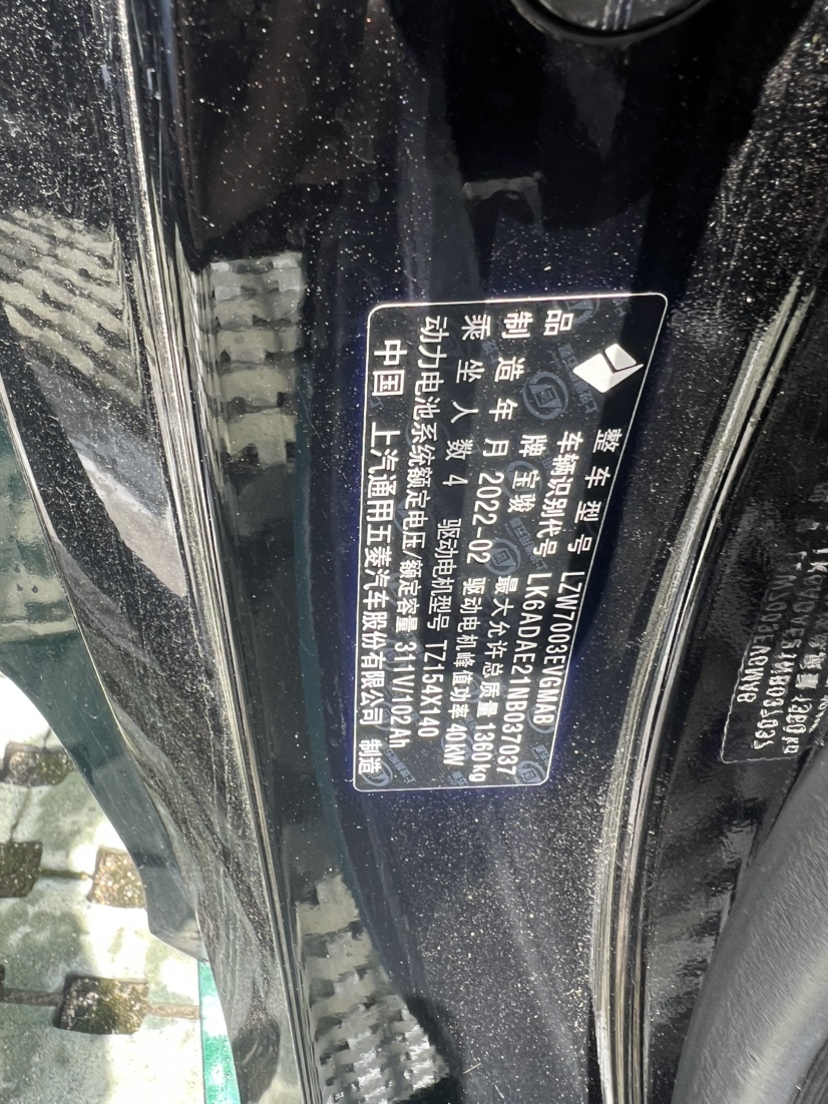 整车型号 LZW7003EVGMAB
车辆识别代号 LK6ADAE21NB037037
品牌 宝骏 最大允许总质量 1360kg
制造年月 2022-02 驱动电机峰值功率 40kW
乘坐人数 4 驱动电机型号 TZ154X140
动力电池系统额定电压/额定容量 311V/102Ah
中国 上汽通用五菱汽车股份有限公司 制造